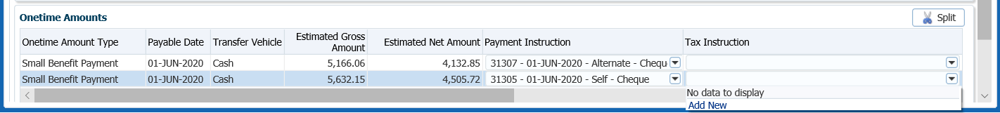 Onetime Amounts
Split
Onetime Amount Type Payable Date Transfer Vehicle Estimated Gross Amount Estimated Net Amount Payment Instruction Tax Instruction
Small Benefit Payment 01-JUN-2020 Cash 5,166.06 4,132.85 31307 - 01-JUN-2020 - Alternate - Chequ
Small Benefit Payment 01-JUN-2020 Cash 5,632.15 4,505.72 31305 - 01-JUN-2020 - Self - Cheque
No data to display
Add New